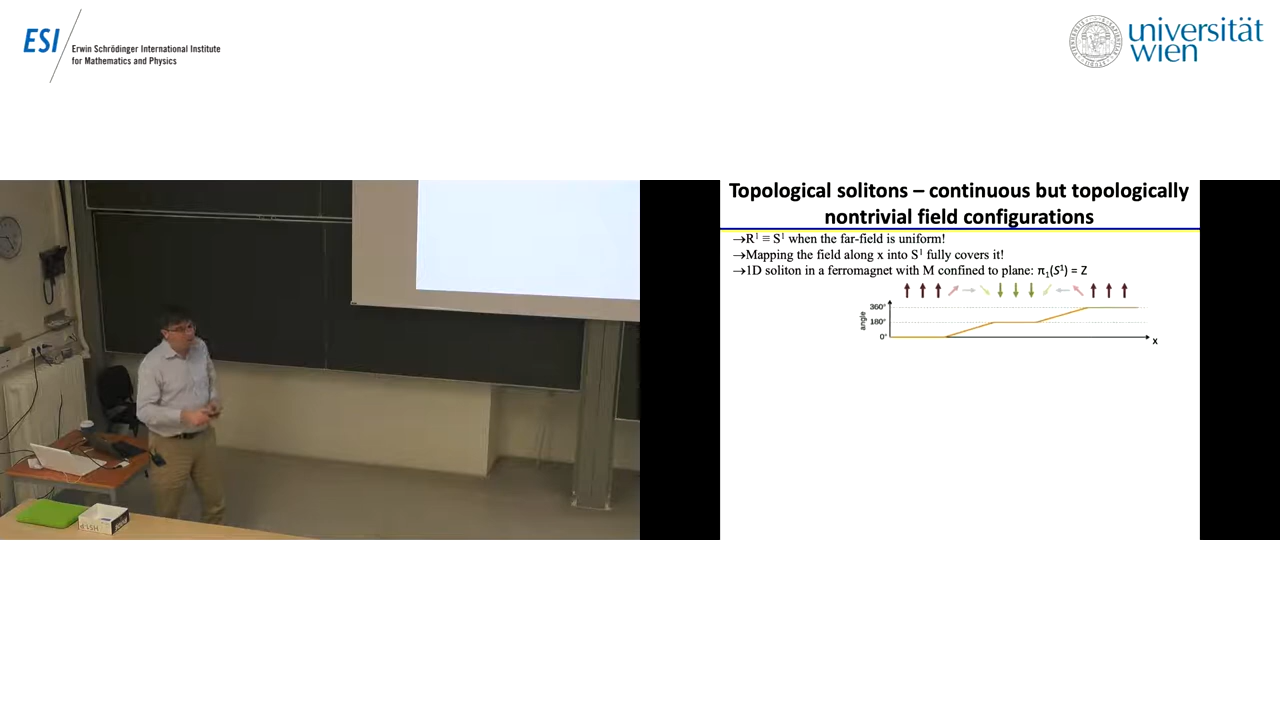 ESI
Erwin Schrödinger International Institute
for Mathematics and Physics
universität
wien
Topological solitons – continuous but topologically
nontrivial field configurations
→R¹ ≡ S¹ when the far-field is uniform!
→Mapping the field along x into S¹ fully covers it!
→1D soliton in a ferromagnet with M confined to plane: π₁(S¹) = Z
angle
360°
180°
0°
x